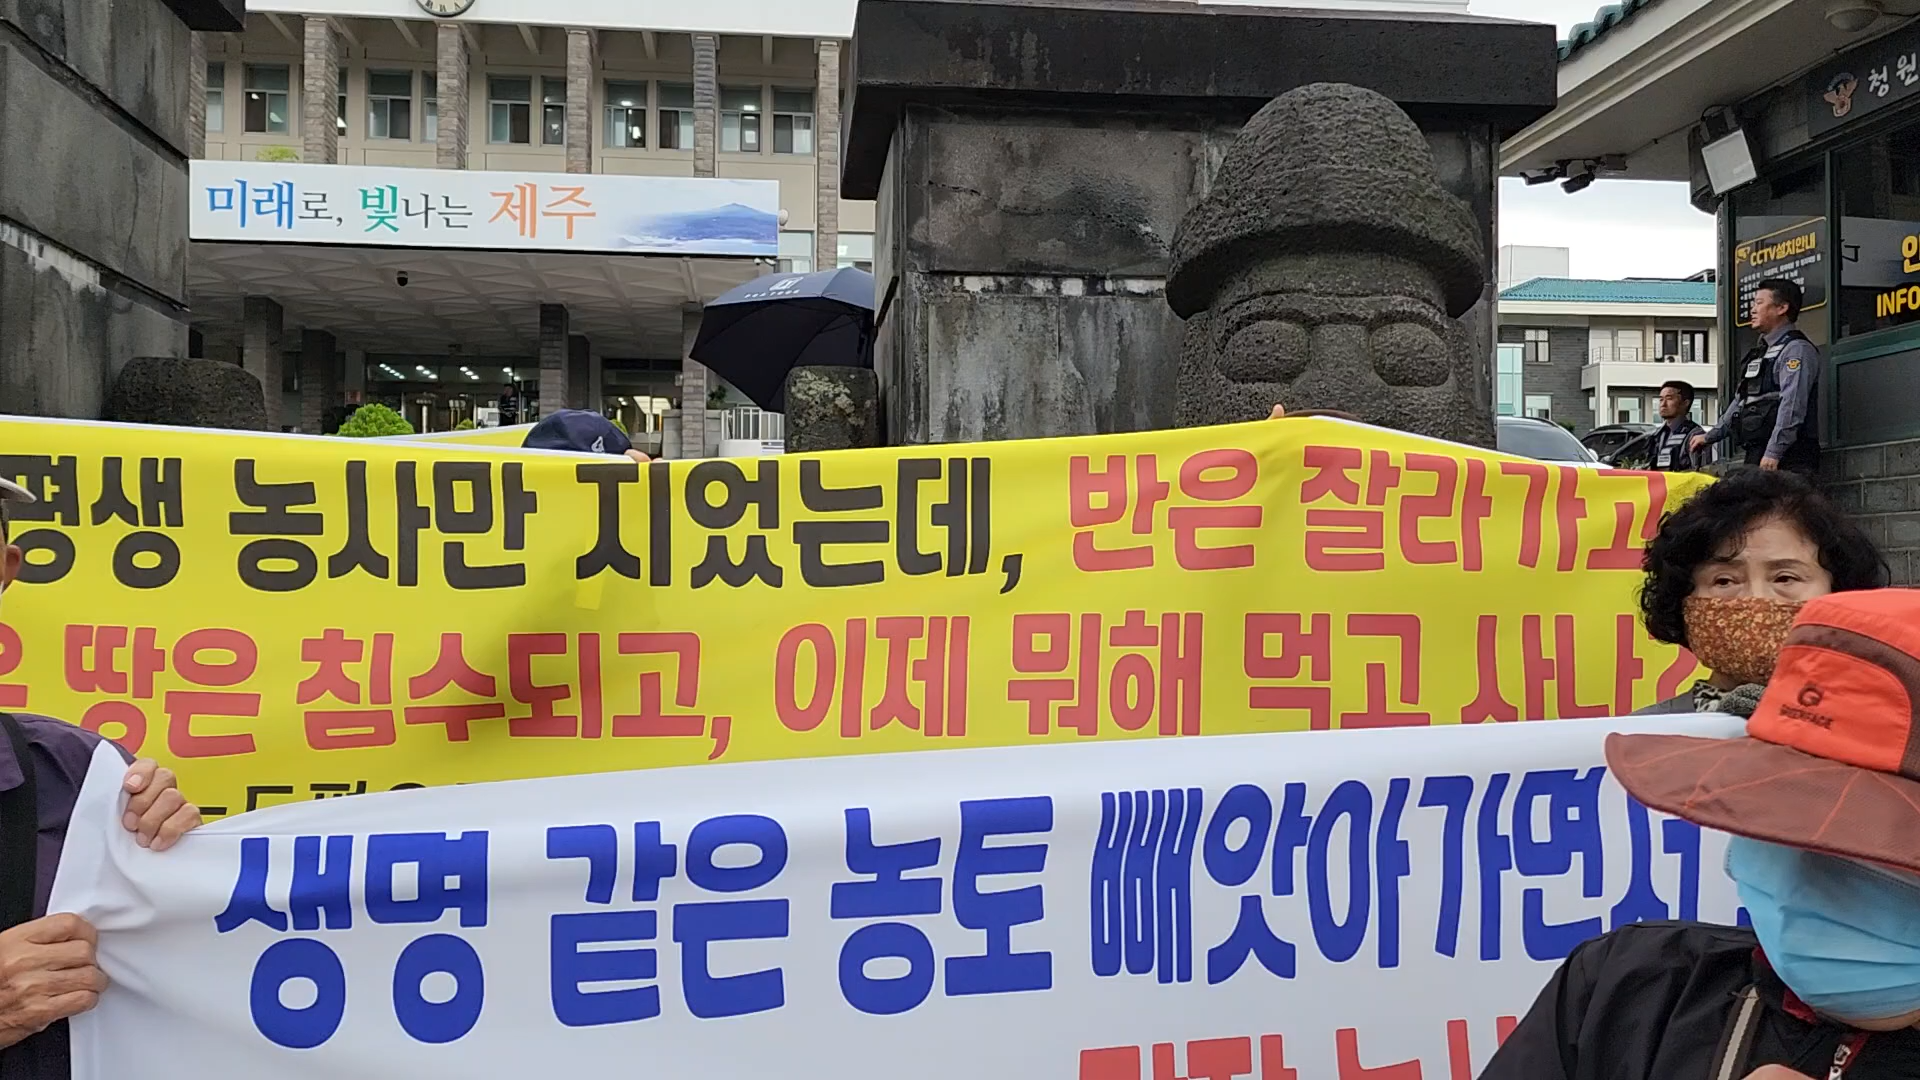 미래로, 빛나는 제주
청원
CCTV설치안내
INFO
평생 농사만 지었는데, 반은 잘라가고
땅은 침수되고, 이제 뭐해 먹고 사나?
생명 같은 농토 빼앗아가면서